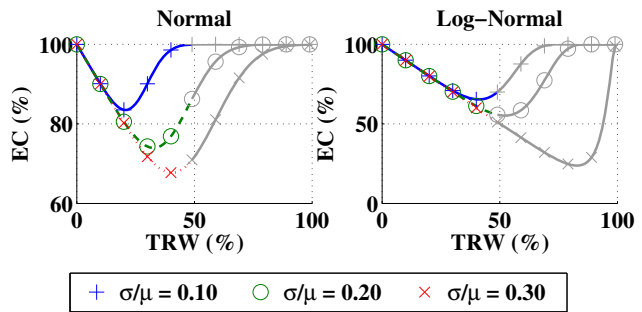 Normal
100
80
60
EC (%)
0
50
100
TRW (%)
Log−Normal
100
50
0
EC (%)
0
50
100
TRW (%)
σ/μ = 0.10
σ/μ = 0.20
σ/μ = 0.30